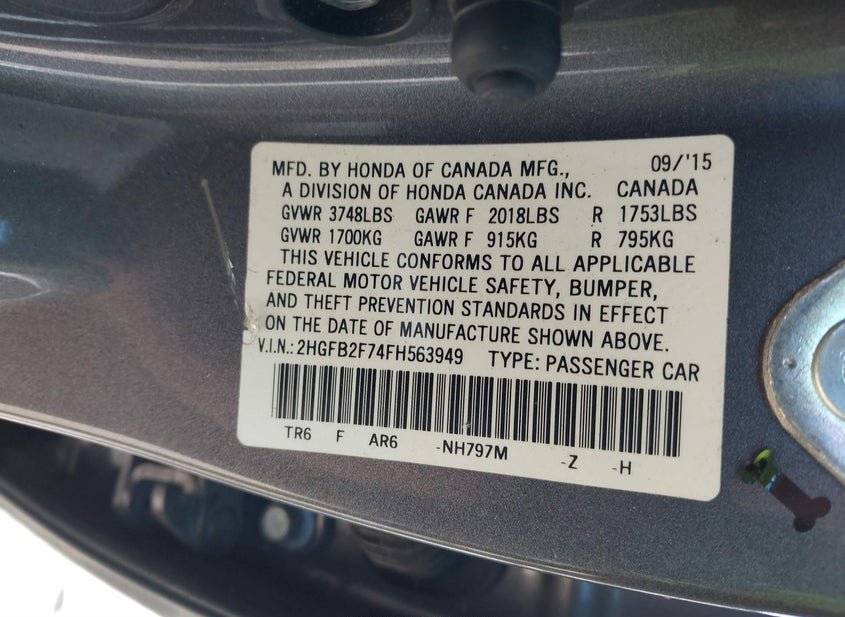 MFD. BY HONDA OF CANADA MFG., 09/'15
A DIVISION OF HONDA CANADA INC. CANADA
GVWR 3748LBS GAWR F 2018LBS R 1753LBS
GVWR 1700KG GAWR F 915KG R 795KG
THIS VEHICLE CONFORMS TO ALL APPLICABLE
FEDERAL MOTOR VEHICLE SAFETY, BUMPER,
AND THEFT PREVENTION STANDARDS IN EFFECT
ON THE DATE OF MANUFACTURE SHOWN ABOVE.
V.I.N.: 2HGFB2F74FH563949 TYPE: PASSENGER CAR
TR6 F AR6 -NH797M -Z -H